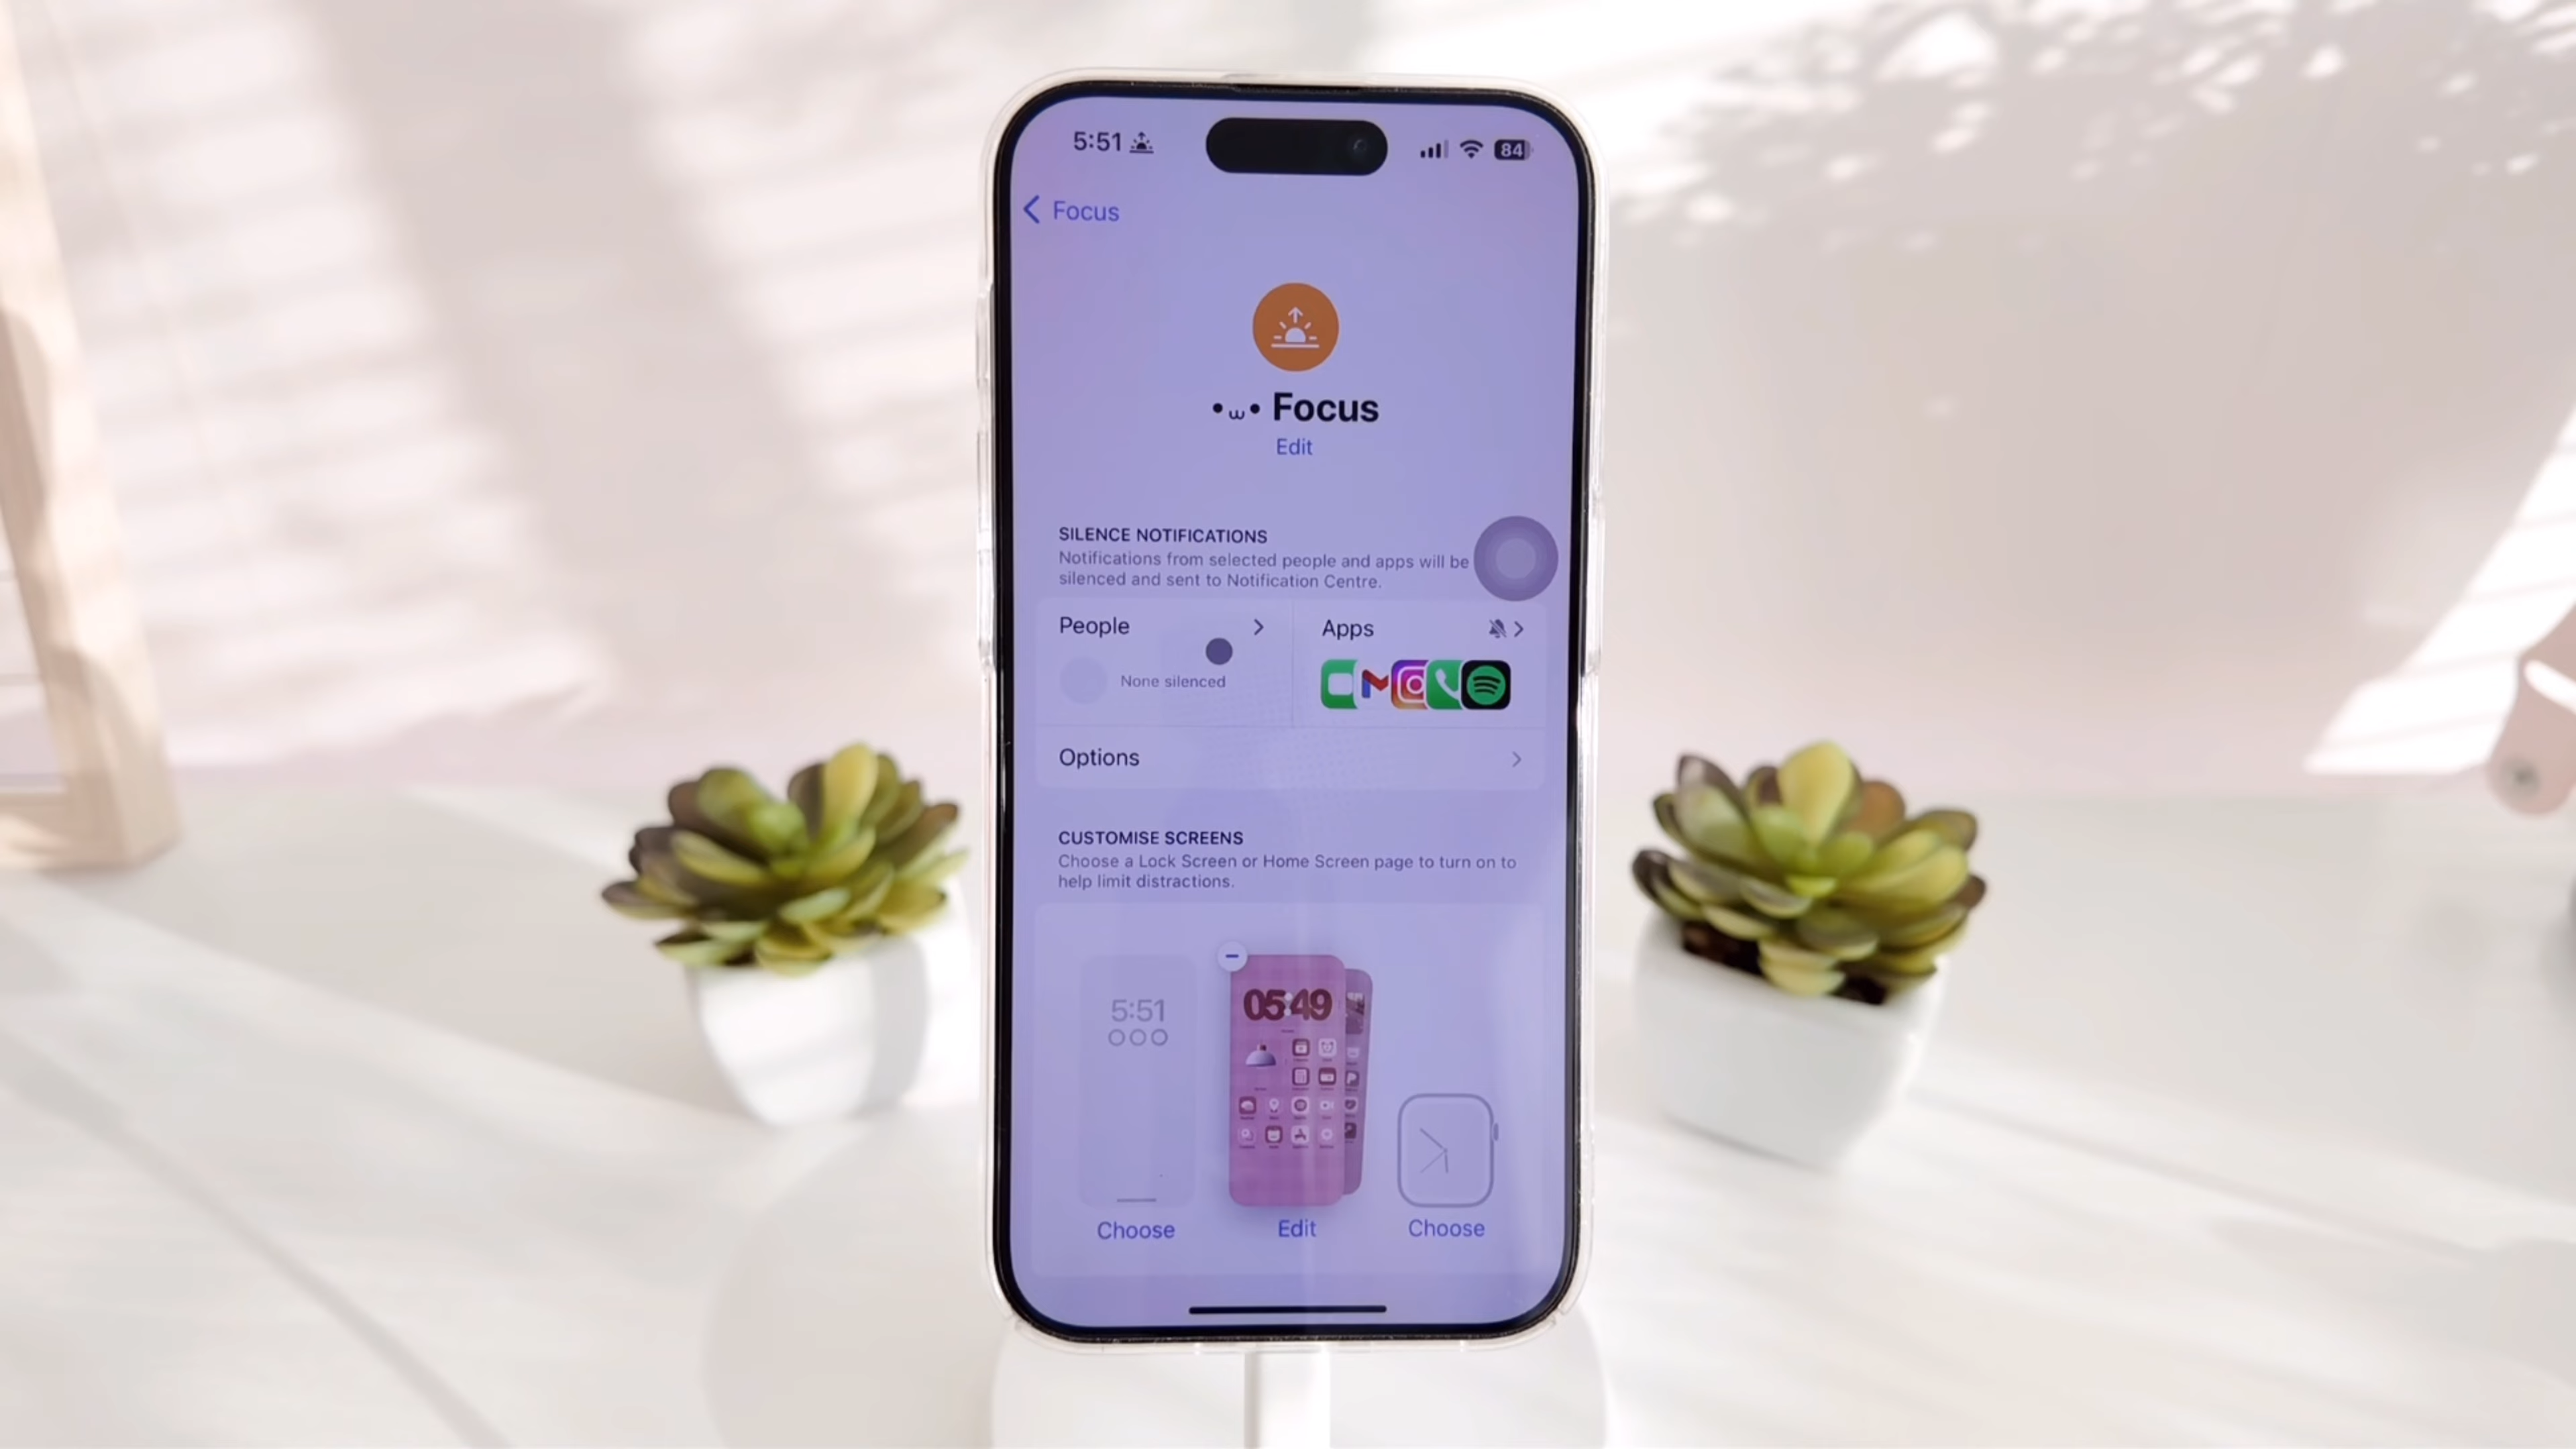 5:51
84
Focus
•ω• Focus
Edit
SILENCE NOTIFICATIONS
Notifications from selected people and apps will be
silenced and sent to Notification Centre.
People
Apps
None silenced
Options
CUSTOMISE SCREENS
Choose a Lock Screen or Home Screen page to turn on to
help limit distractions.
5:51
05:49
Choose
Edit
Choose